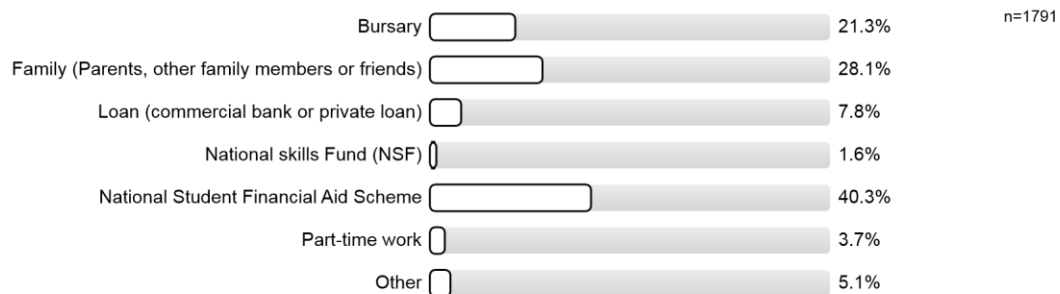 n=1791
Bursary 21.3%
Family (Parents, other family members or friends) 28.1%
Loan (commercial bank or private loan) 7.8%
National skills Fund (NSF) 1.6%
National Student Financial Aid Scheme 40.3%
Part-time work 3.7%
Other 5.1%